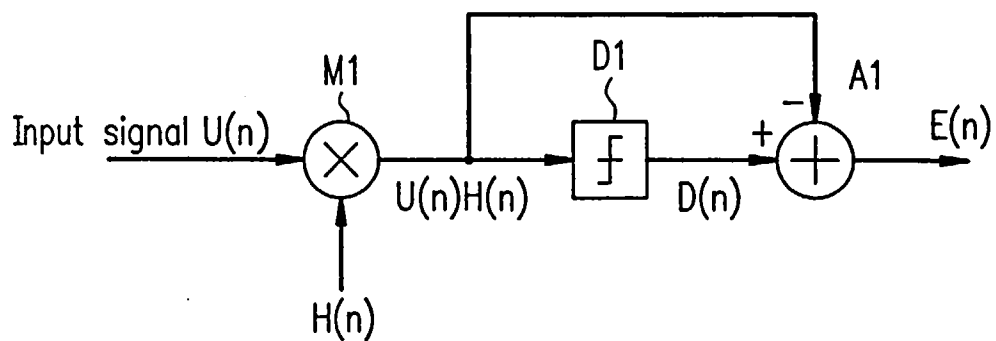 M1
D1
A1
Input signal U(n)
−
+
E(n)
U(n)H(n)
D(n)
H(n)